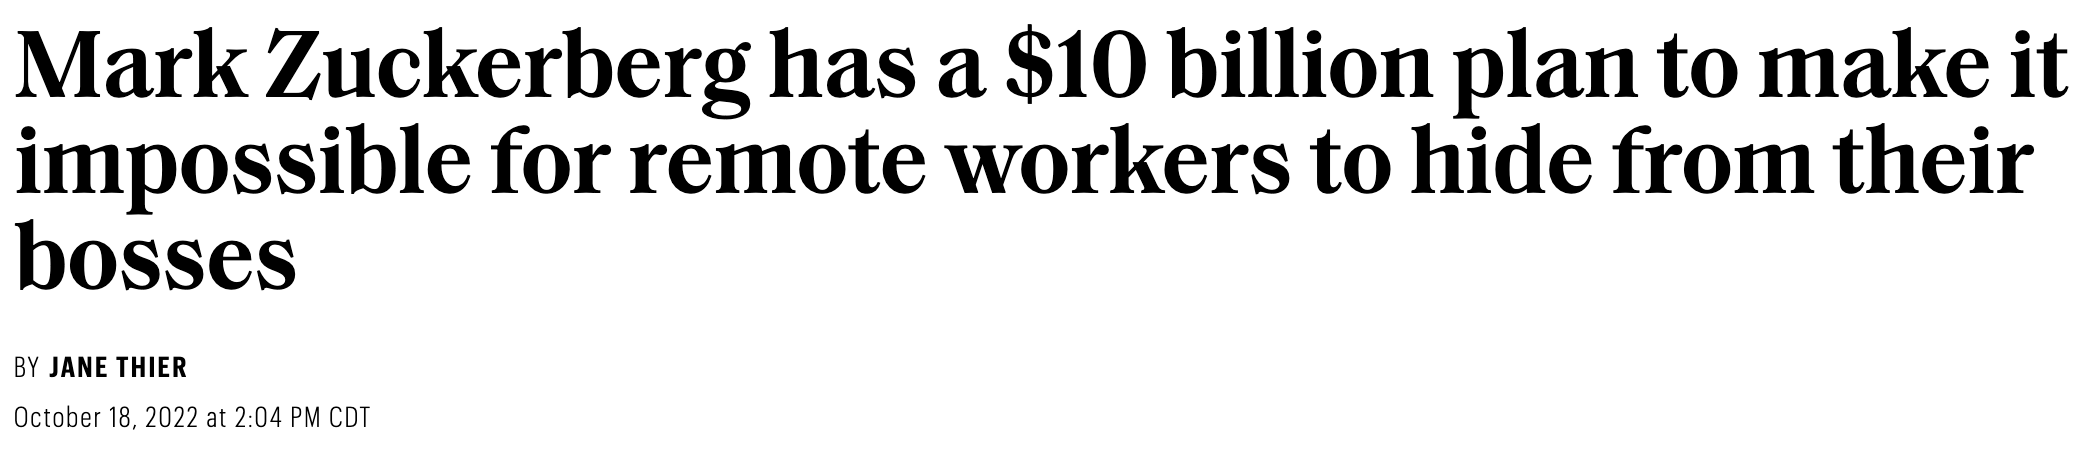 Mark Zuckerberg has a $10 billion plan to make it
impossible for remote workers to hide from their
bosses
BY JANE THIER
October 18, 2022 at 2:04 PM CDT